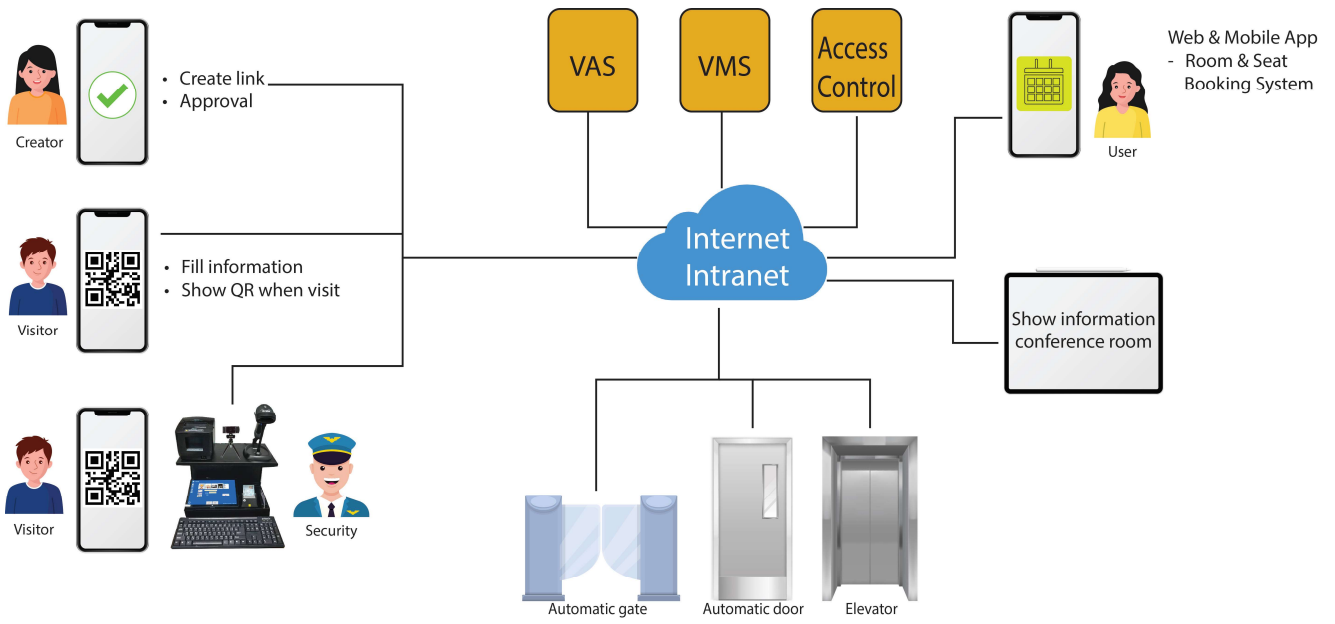 Creator
• Create link
• Approval
VAS
VMS
Access
Control
Web & Mobile App
- Room & Seat
Booking System
User
Visitor
• Fill information
• Show QR when visit
Internet
Intranet
Show information
conference room
Visitor
Security
Automatic gate
Automatic door
Elevator